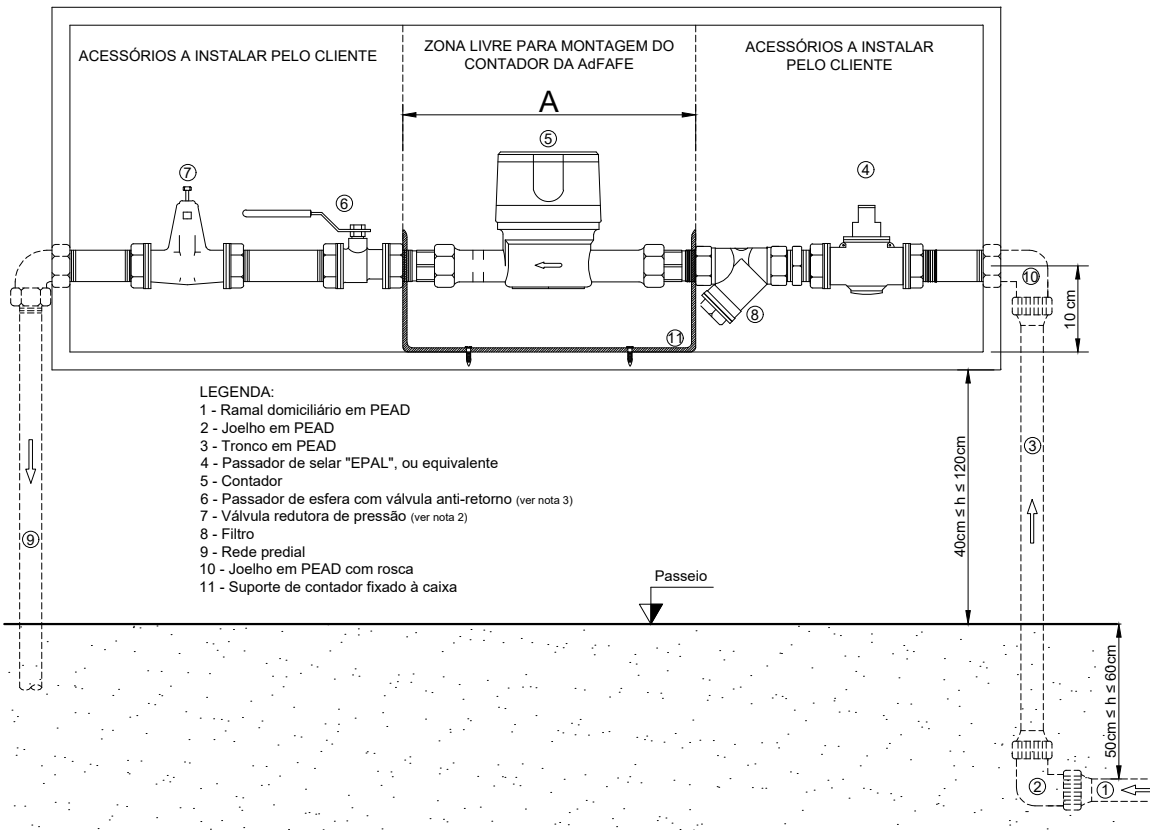 ACESSÓRIOS A INSTALAR PELO CLIENTE
ZONA LIVRE PARA MONTAGEM DO
CONTADOR DA AdFAFE
ACESSÓRIOS A INSTALAR
PELO CLIENTE
A
5
4
7
6
10
8
11
10 cm
LEGENDA:
1 - Ramal domiciliário em PEAD
2 - Joelho em PEAD
3 - Tronco em PEAD
4 - Passador de selar "EPAL", ou equivalente
5 - Contador
6 - Passador de esfera com válvula anti-retorno (ver nota 3)
7 - Válvula redutora de pressão (ver nota 2)
8 - Filtro
9 - Rede predial
10 - Joelho em PEAD com rosca
11 - Suporte de contador fixado à caixa
3
9
40cm ≤ h ≤ 120cm
Passeio
50cm ≤ h ≤ 60cm
2
1